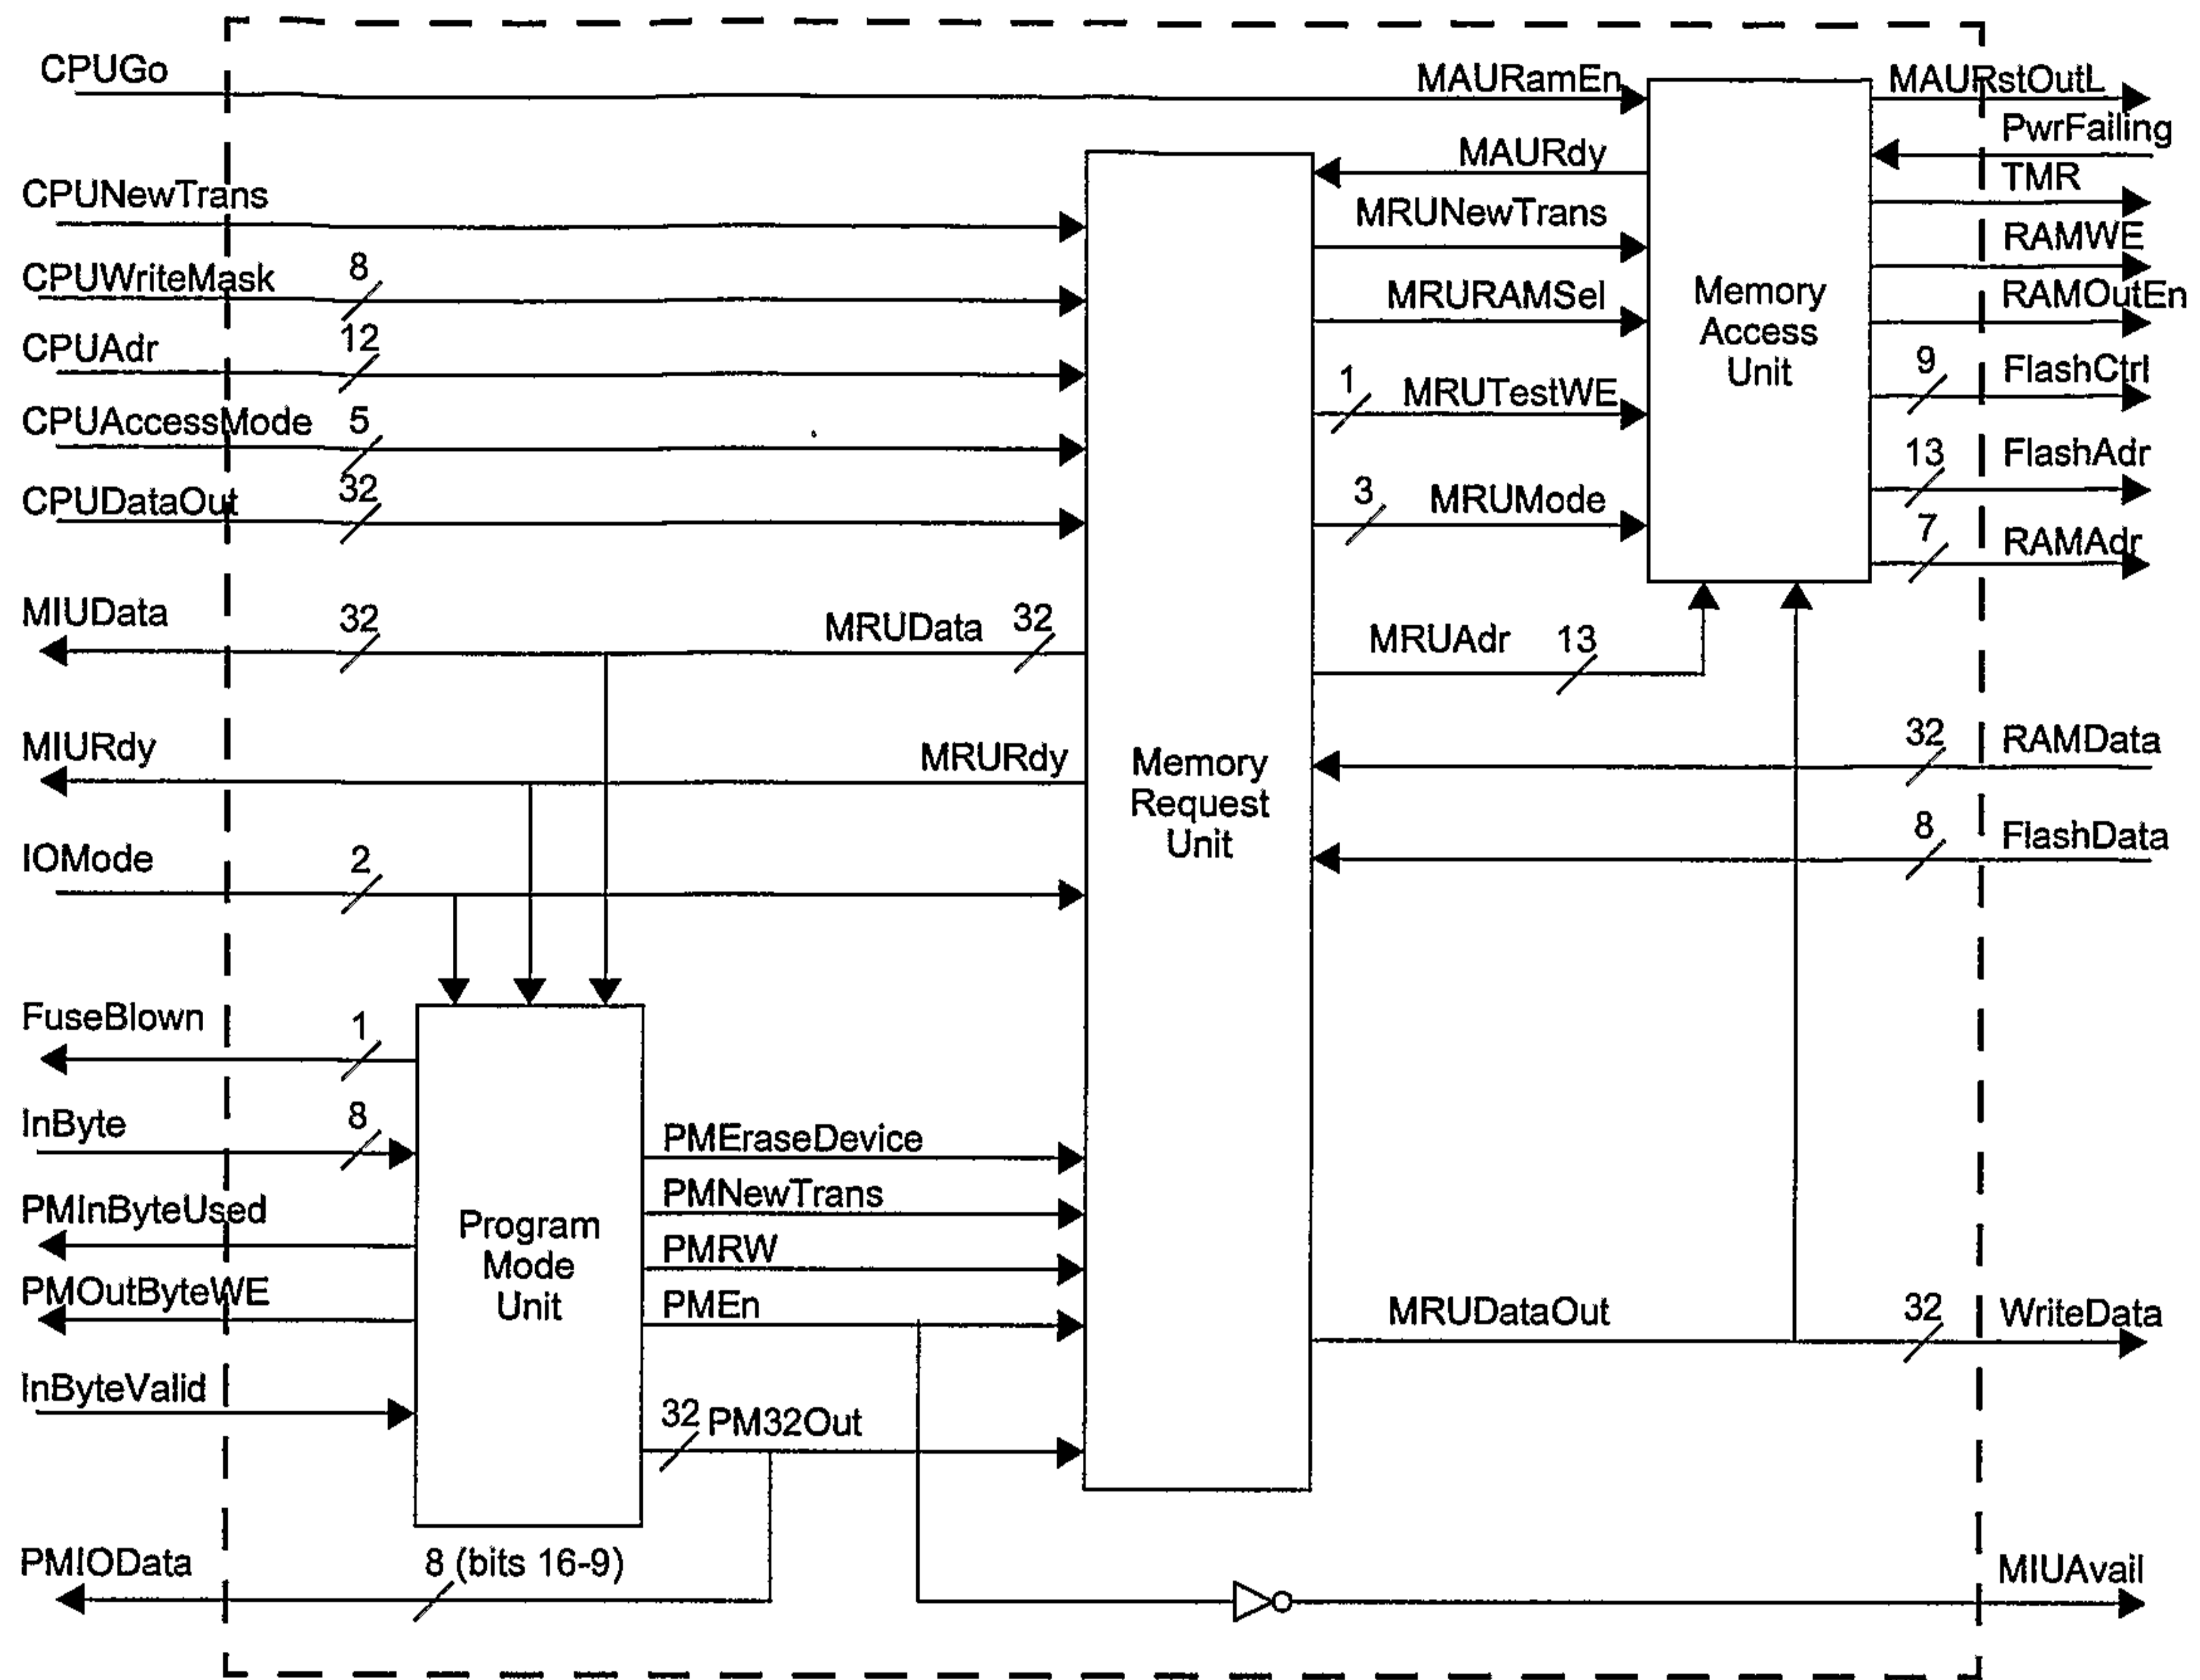 CPUGo
MAURamEn
MAURstOutL
PwrFailing
MAURdy
TMR
CPUNewTrans
MRUNewTrans
RAMWE
CPUWriteMask
8
MRURAMSel
Memory
Access
Unit
RAMOutEn
CPUAdr
12
9
FlashCtrl
1
MRUTestWE
CPUAccessMode
5
13
FlashAdr
CPUDataOut
32
3
MRUMode
7
RAMAdr
MIUData
32
MRUData
32
MRUAdr
13
MIURdy
MRURdy
Memory
Request
Unit
32
RAMData
IOMode
2
8
FlashData
FuseBlown
1
InByte
8
PMEraseDevice
PMNewTrans
PMInByteUsed
Program
Mode
Unit
PMRW
PMOutByteWE
PMEn
MRUDataOut
32
WriteData
InByteValid
32
PM32Out
PMIOData
8 (bits 16-9)
MIUAvail